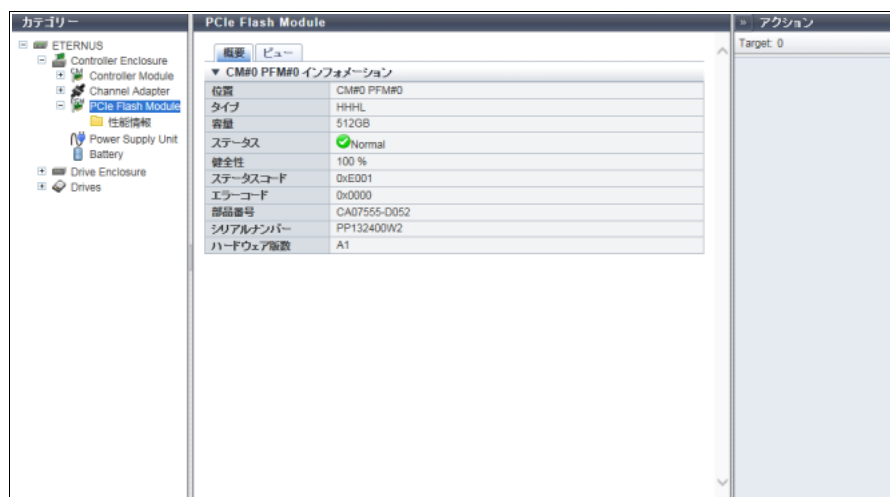 カテゴリー
ETERNUS
Controller Enclosure
Controller Module
Channel Adapter
PCIe Flash Module
性能情報
Power Supply Unit
Battery
Drive Enclosure
Drives
PCIe Flash Module
概要 ビュー
▼ CM#0 PFM#0 インフォメーション
位置 CM#0 PFM#0
タイプ HHHL
容量 512GB
ステータス Normal
健全性 100 %
ステータスコード 0xE001
エラーコード 0x0000
部品番号 CA07555-D052
シリアルナンバー PP132400W2
ハードウェア版数 A1
» アクション
Target: 0